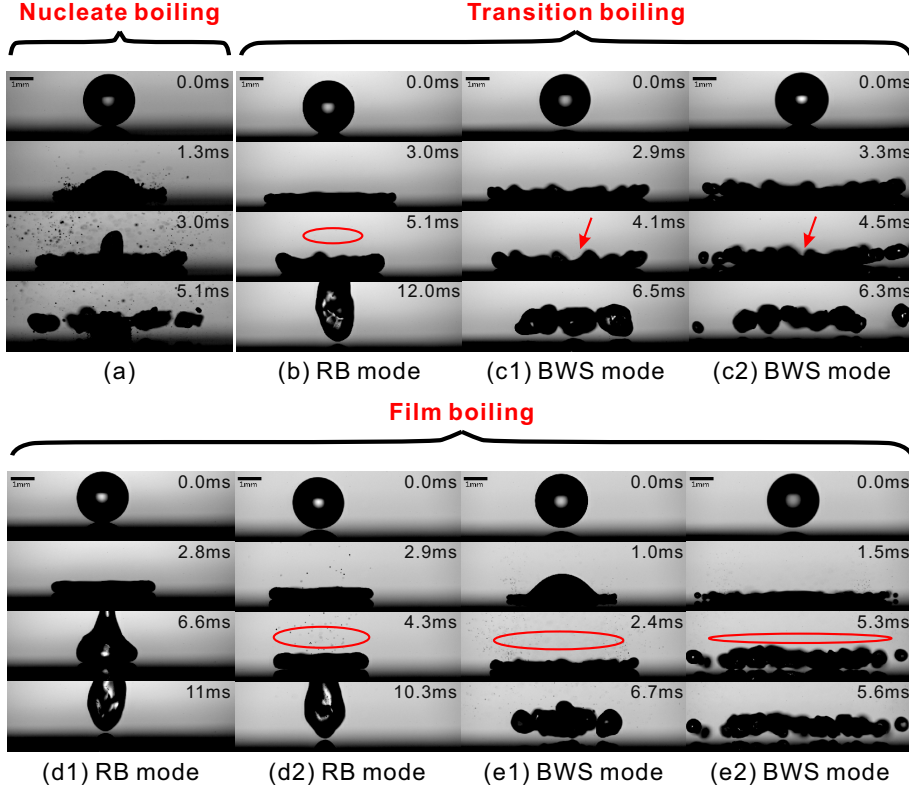 Nucleate boiling
Transition boiling
1mm 0.0ms 1mm 0.0ms 0.0ms 1mm 0.0ms
1.3ms 3.0ms 2.9ms 3.3ms
3.0ms 5.1ms 4.1ms 4.5ms
5.1ms 12.0ms 6.5ms 6.3ms
(a) (b) RB mode (c1) BWS mode (c2) BWS mode
Film boiling
1mm 0.0ms 1mm 0.0ms 1mm 0.0ms 1mm 0.0ms
2.8ms 2.9ms 1.0ms 1.5ms
6.6ms 4.3ms 2.4ms 5.3ms
11ms 10.3ms 6.7ms 5.6ms
(d1) RB mode (d2) RB mode (e1) BWS mode (e2) BWS mode